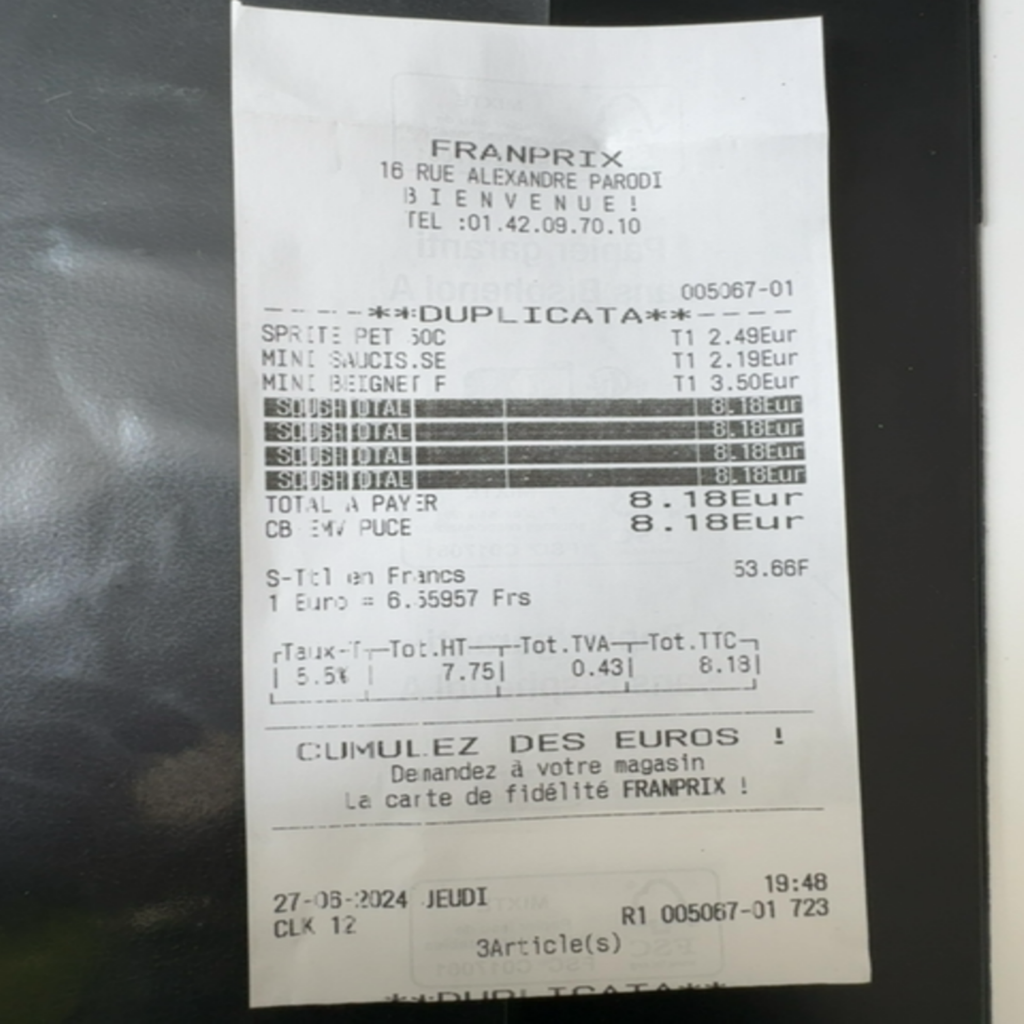 FRANPRIX
16 RUE ALEXANDRE PARODI
B I E N V E N U E !
TEL :01.42.09.70.10
005067-01
----**DUPLICATA**----
SPRITE PET 50C T1 2.49Eur
MINI SAUCIS.SE T1 2.19Eur
MINI BEIGNET F T1 3.50Eur
SOUS-TOTAL 8.18Eur
SOUS-TOTAL 8.18Eur
SOUS-TOTAL 8.18Eur
SOUS-TOTAL 8.18Eur
TOTAL A PAYER 8.18Eur
CB EMV PUCE 8.18Eur
S-Ttl en Francs 53.66F
1 Euro = 6.55957 Frs
Taux-T Tot.HT Tot.TVA Tot.TTC
5.5% 7.75 0.43 8.18
CUMULEZ DES EUROS !
Demandez à votre magasin
La carte de fidélité FRANPRIX !
27-06-2024 JEUDI 19:48
CLK 12 R1 005067-01 723
3Article(s)
**DUPLICATA**